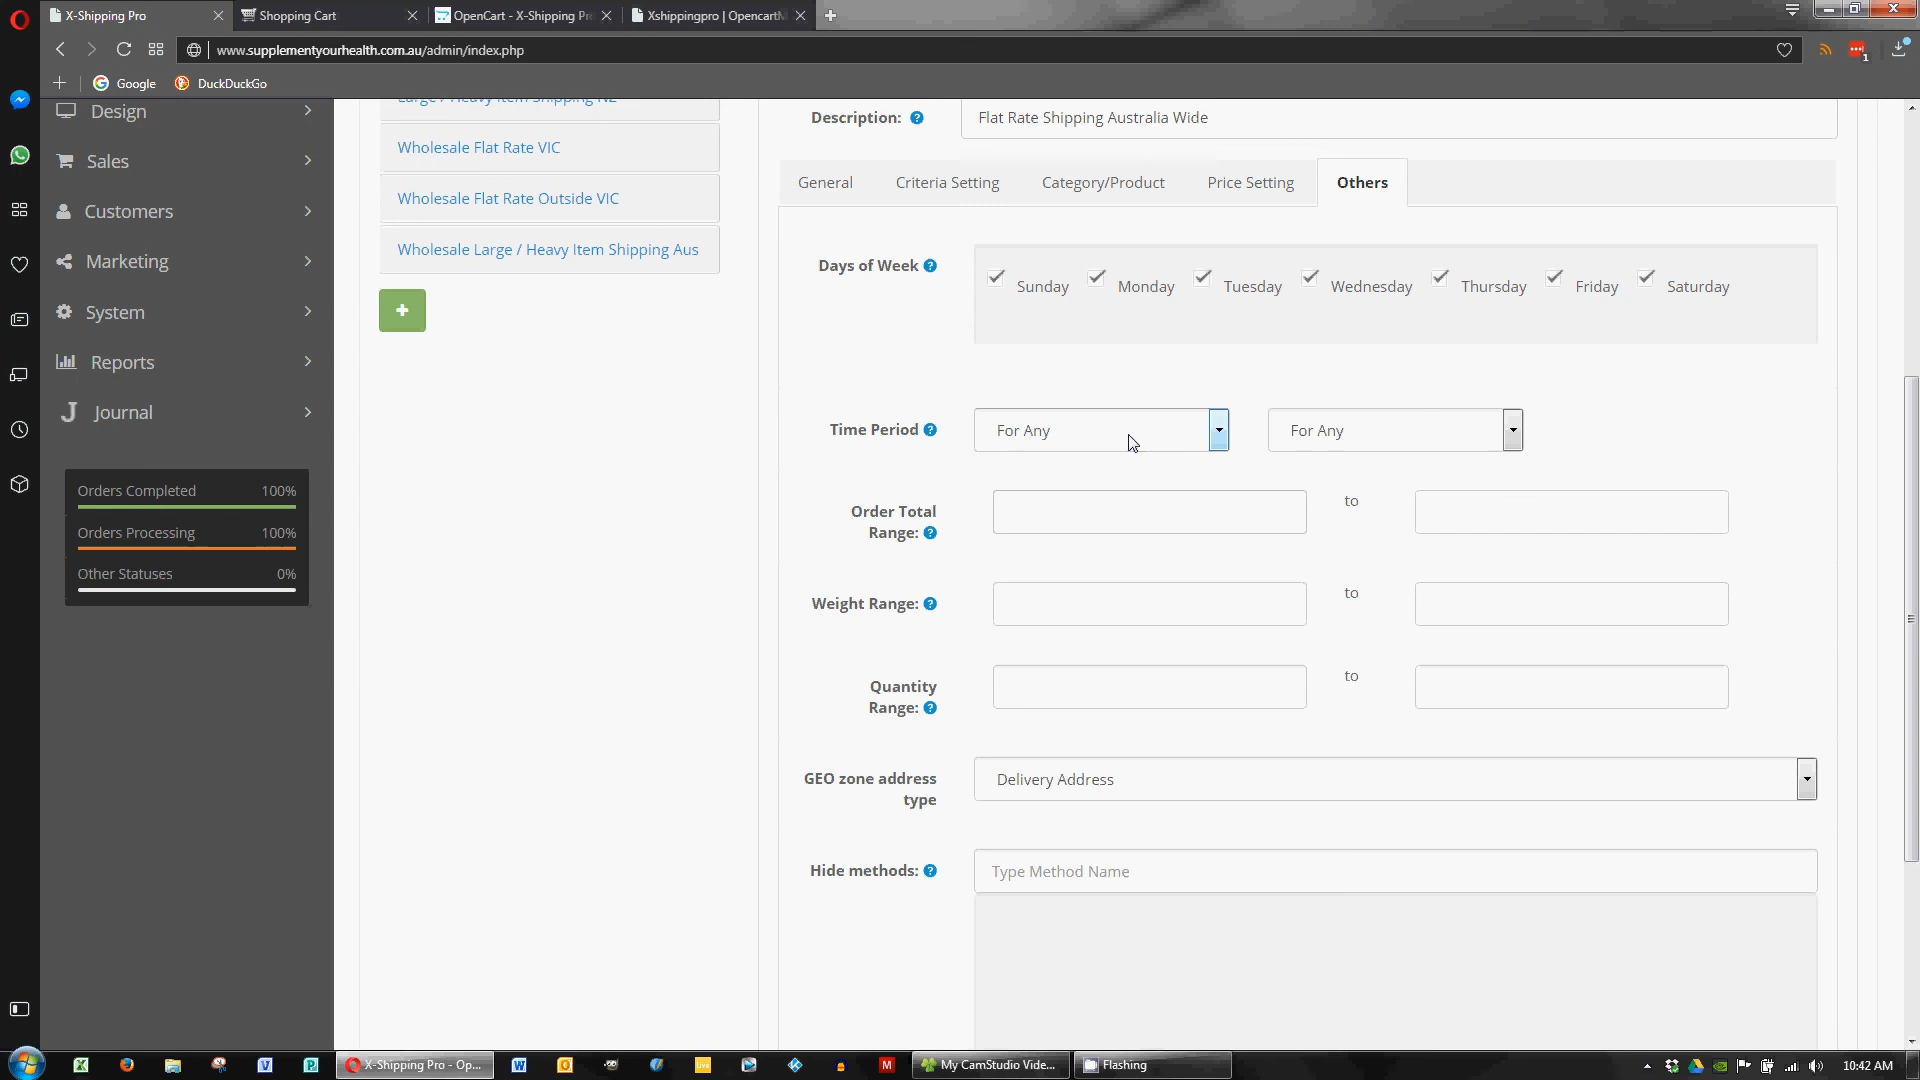 X-Shipping Pro
Shopping Cart
OpenCart - X-Shipping Pr
Xshippingpro | Opencart
www.supplementyourhealth.com.au/admin/index.php
1
Google
DuckDuckGo
Design
Sales
Customers
Marketing
System
Reports
Journal
Orders Completed 100%
Orders Processing 100%
Other Statuses 0%
Large / Heavy Item Shipping NZ
Wholesale Flat Rate VIC
Wholesale Flat Rate Outside VIC
Wholesale Large / Heavy Item Shipping Aus
Description:
Flat Rate Shipping Australia Wide
General
Criteria Setting
Category/Product
Price Setting
Others
Days of Week
Sunday Monday Tuesday Wednesday Thursday Friday Saturday
Time Period
For Any
For Any
Order Total
Range:
to
Weight Range:
to
Quantity
Range:
to
GEO zone address
type
Delivery Address
Hide methods:
Type Method Name
X-Shipping Pro - Op...
My CamStudio Vide...
Flashing
10:42 AM